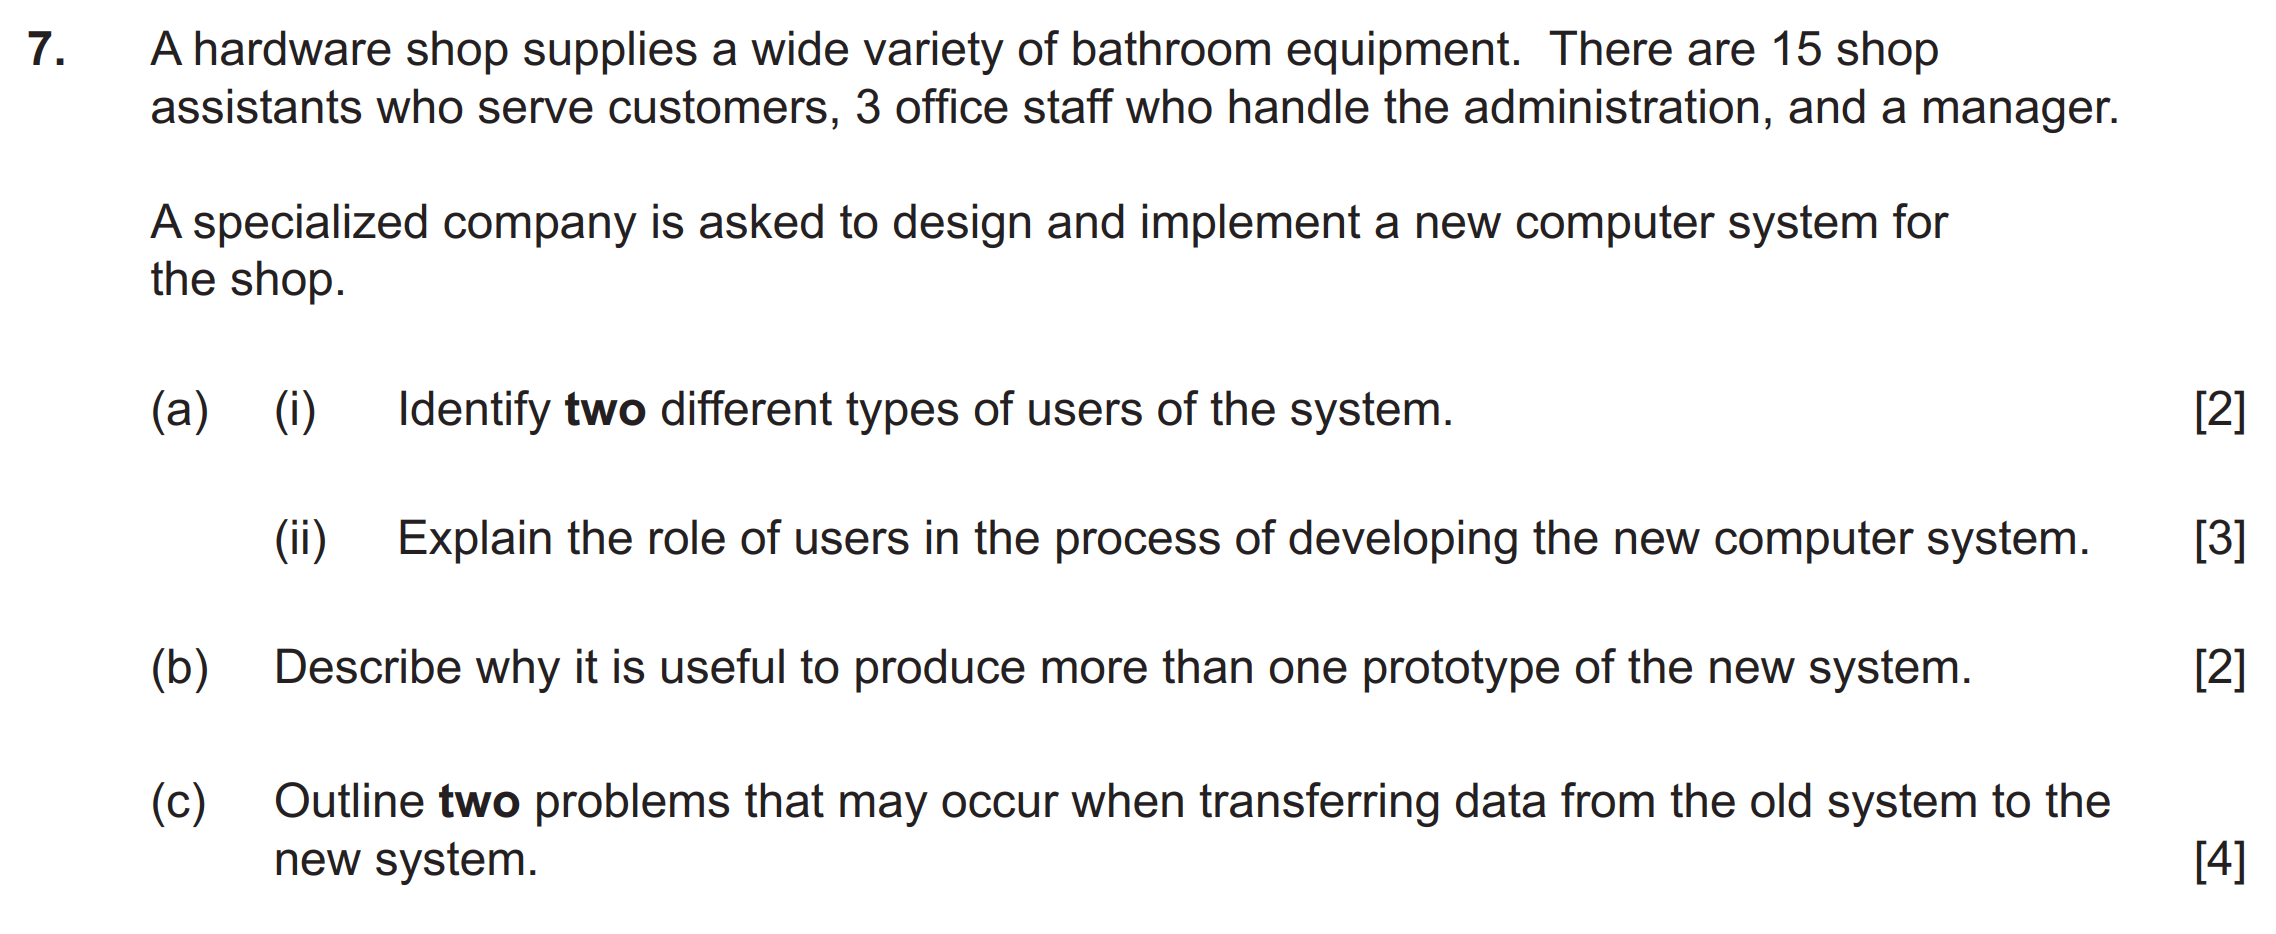 7. A hardware shop supplies a wide variety of bathroom equipment. There are 15 shop
assistants who serve customers, 3 office staff who handle the administration, and a manager.
A specialized company is asked to design and implement a new computer system for
the shop.
(a) (i) Identify two different types of users of the system. [2]
(ii) Explain the role of users in the process of developing the new computer system. [3]
(b) Describe why it is useful to produce more than one prototype of the new system. [2]
(c) Outline two problems that may occur when transferring data from the old system to the
new system. [4]